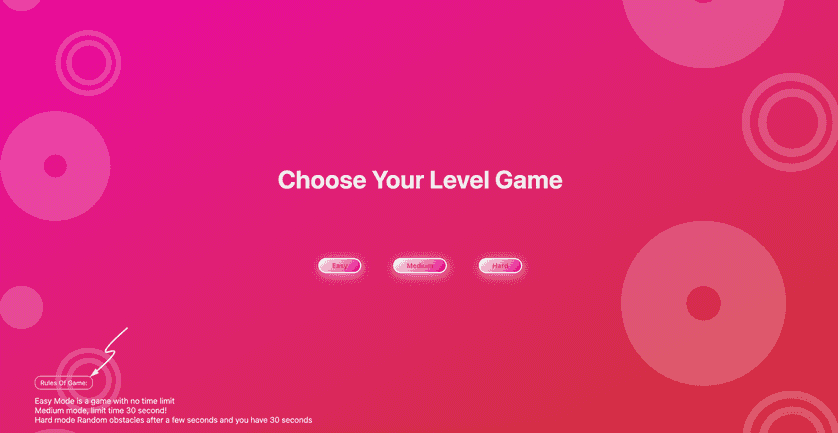 Choose Your Level Game
Easy
Medium
Hard
Rules Of Game:
Easy Mode is a game with no time limit
Medium mode, limit time 30 second!
Hard mode Random obstacles after a few seconds and you have 30 seconds